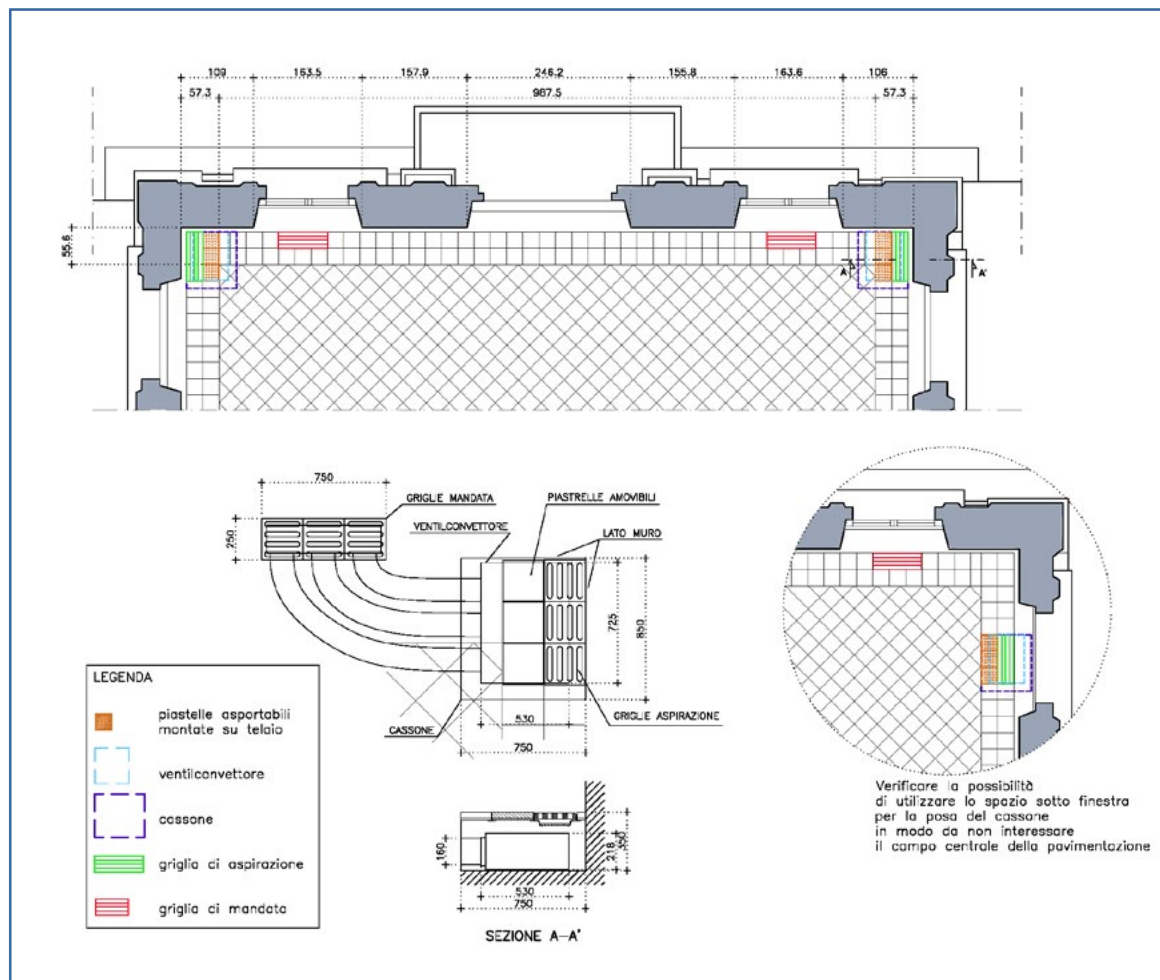 109 163.5 157.9 246.2 155.8 163.6 106
57.3 987.5 57.3
55.6
A A'
750
GRIGLIE MANDATA
PIASTRELLE AMOVIBILI
VENTILCONVETTORE
LATO MURO
250
725
850
530
GRIGLIE ASPIRAZIONE
CASSONE
750
LEGENDA
piastelle asportabili
montate su telaio
ventilconvettore
cassone
griglia di aspirazione
griglia di mandata
160
218
350
530
750
SEZIONE A-A'
Verificare la possibilità
di utilizzare lo spazio sotto finestra
per la posa del cassone
in modo da non interessare
il campo centrale della pavimentazione